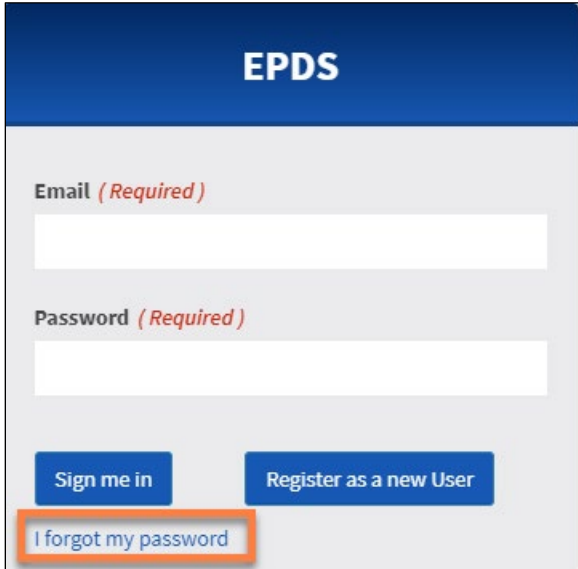 EPDS
Email (Required)
Password (Required)
Sign me in
Register as a new User
I forgot my password